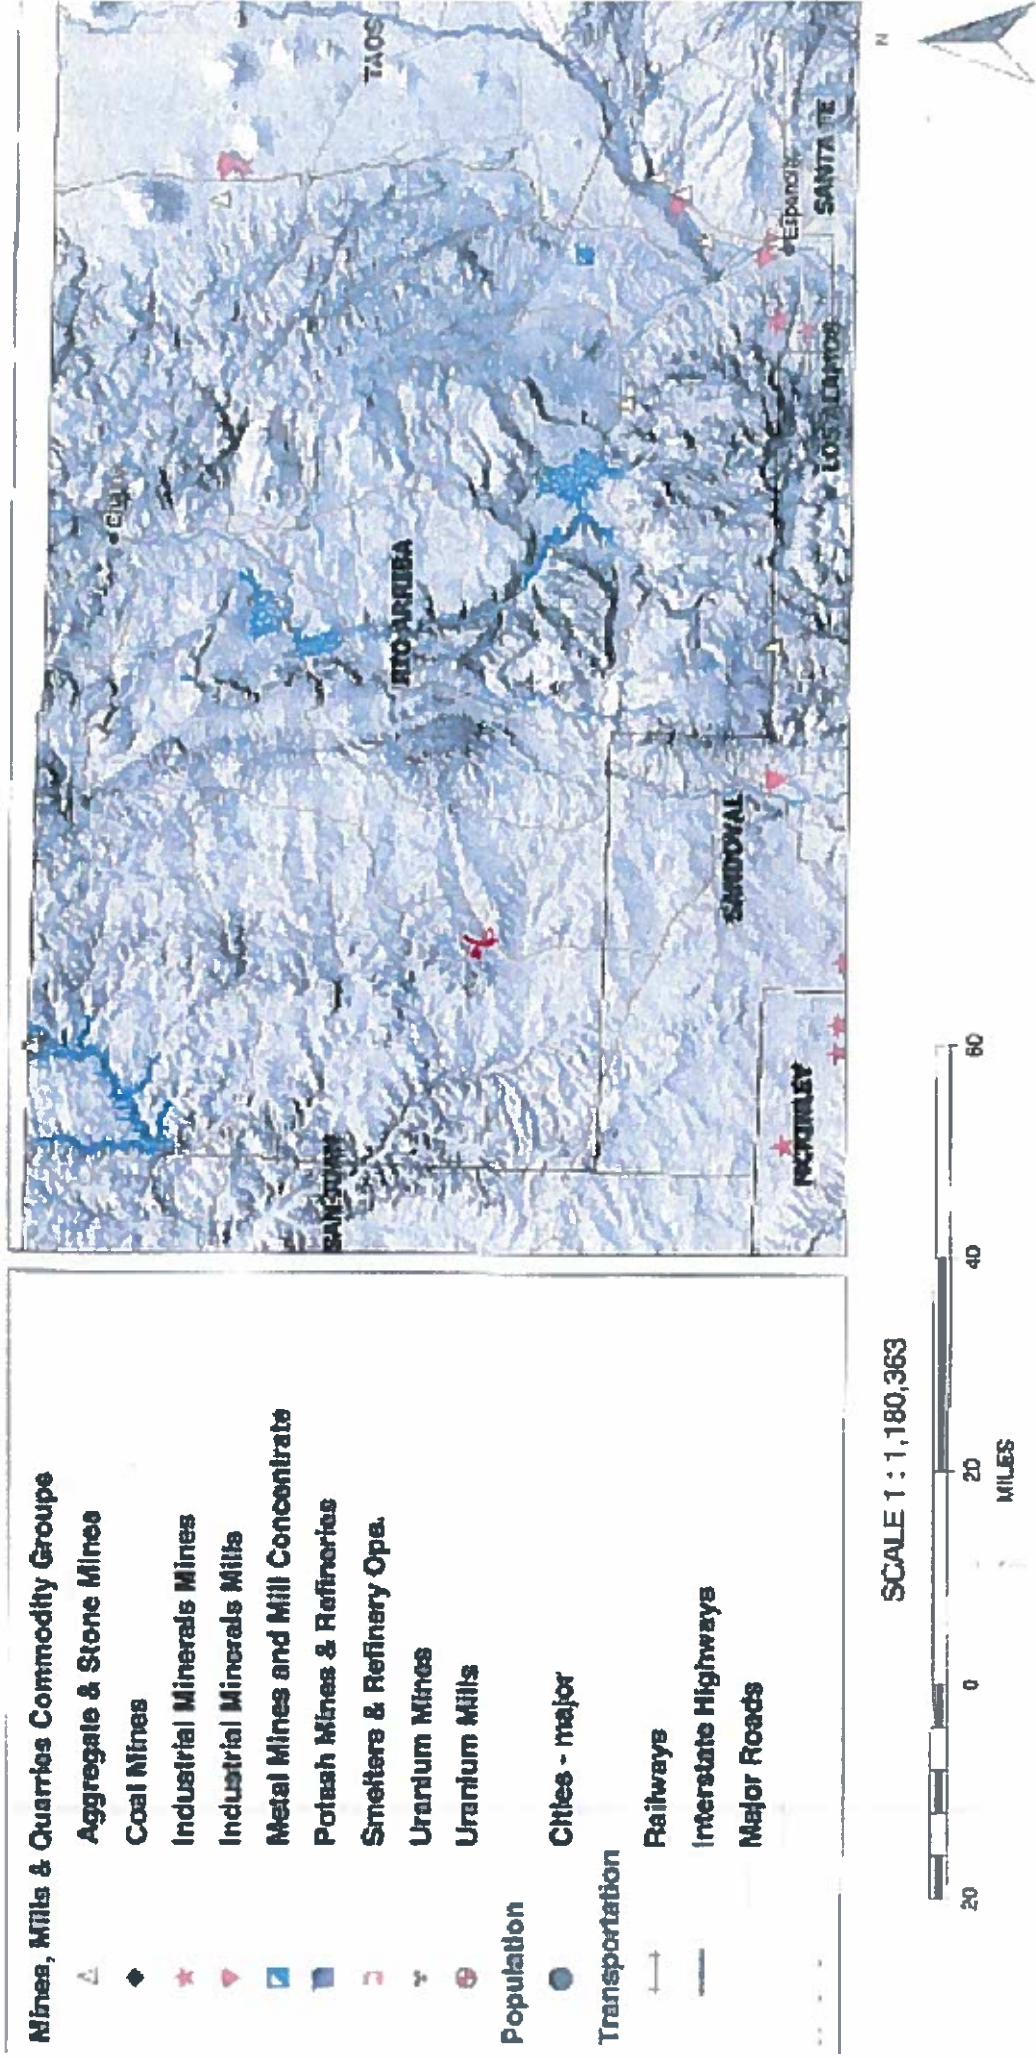 Mines, Mills & Quarries Commodity Groups
Aggregate & Stone Mines
Coal Mines
Industrial Minerals Mines
Industrial Minerals Mills
Metal Mines and Mill Concentrate
Potash Mines & Refineries
Smelters & Refinery Ops.
Uranium Mines
Uranium Mills
Population
Cities - major
Transportation
Railways
Interstate Highways
Major Roads
TAOS
RIO ARRIBA
SAN JUAN
SANDOVAL
MCKINLEY
LOS ALAMOS
SANTA FE
Espanola
N
SCALE 1 : 1,180,363
20 0 20 40 60
MILES